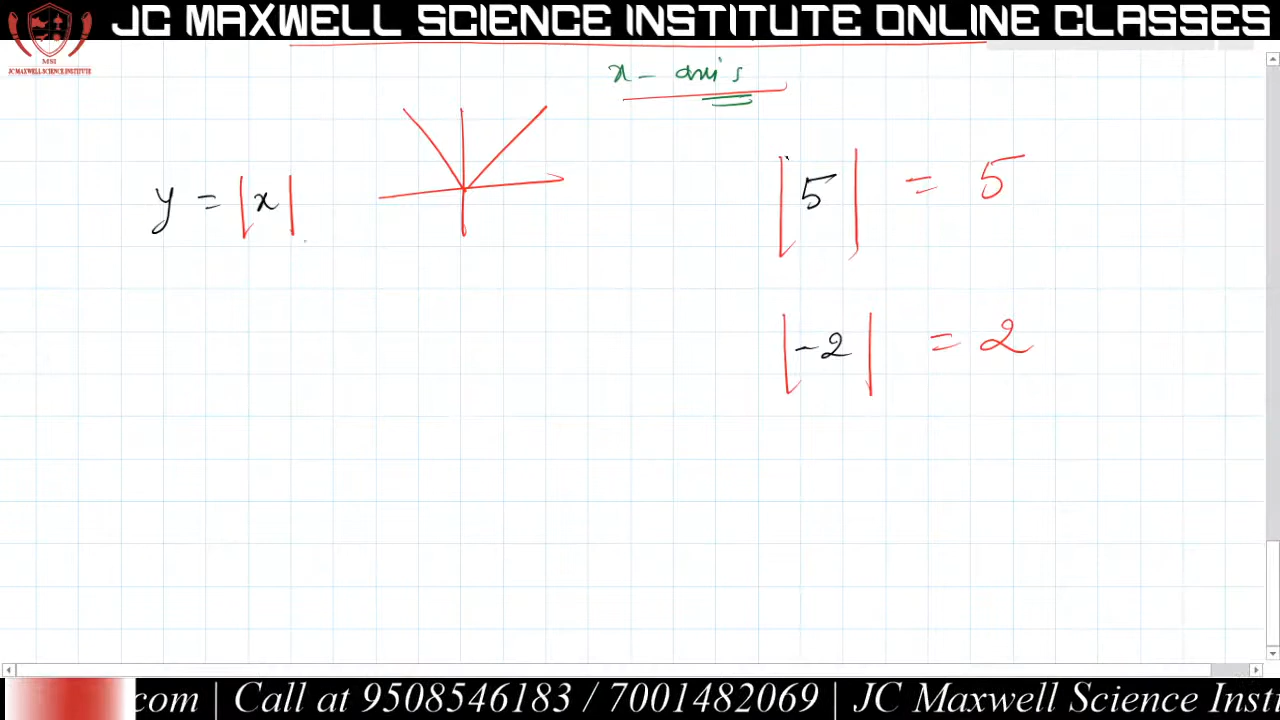 JC MAXWELL SCIENCE INSTITUTE ONLINE CLASSES
MSI
JC MAXWELL SCIENCE INSTITUTE
x - axis
y = |x|
|5| = 5
|-2| = 2
.com | Call at 9508546183 / 7001482069 | JC Maxwell Science Insti